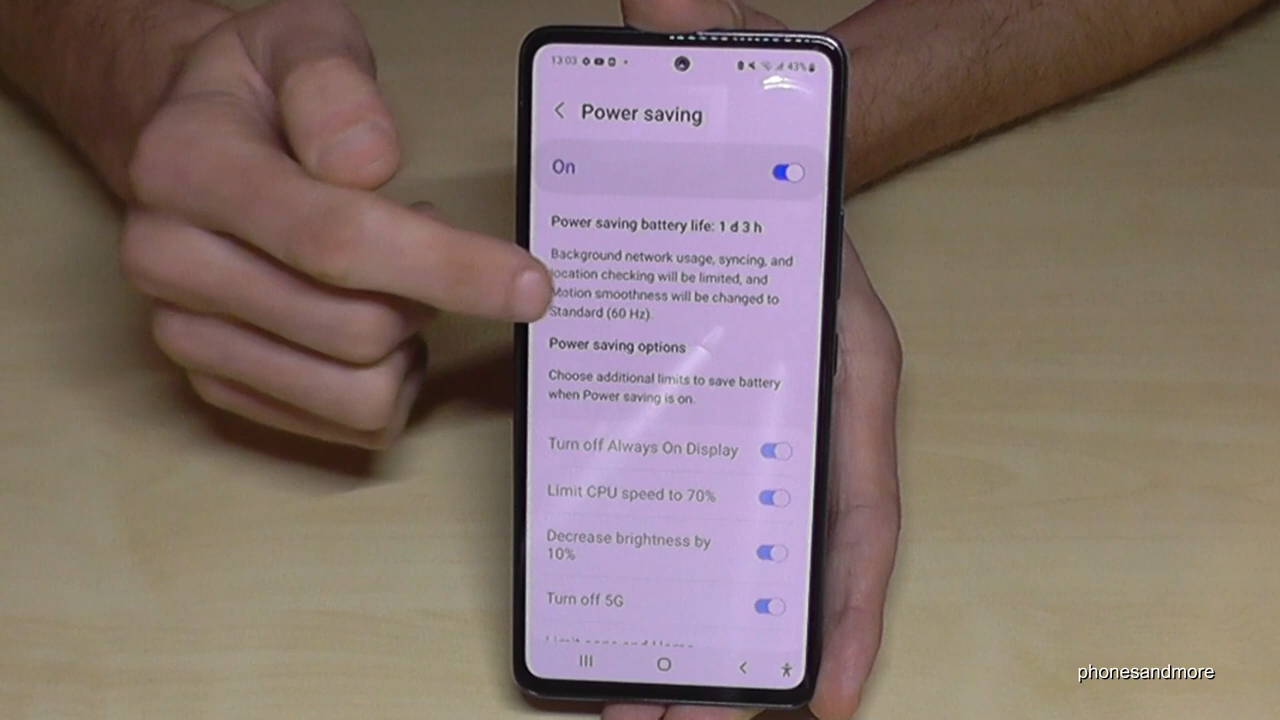 13:03
43%
Power saving
On
Power saving battery life: 1 d 3 h
Background network usage, syncing, and
location checking will be limited, and
Motion smoothness will be changed to
Standard (60 Hz).
Power saving options
Choose additional limits to save battery
when Power saving is on.
Turn off Always On Display
Limit CPU speed to 70%
Decrease brightness by
10%
Turn off 5G
phonesandmore